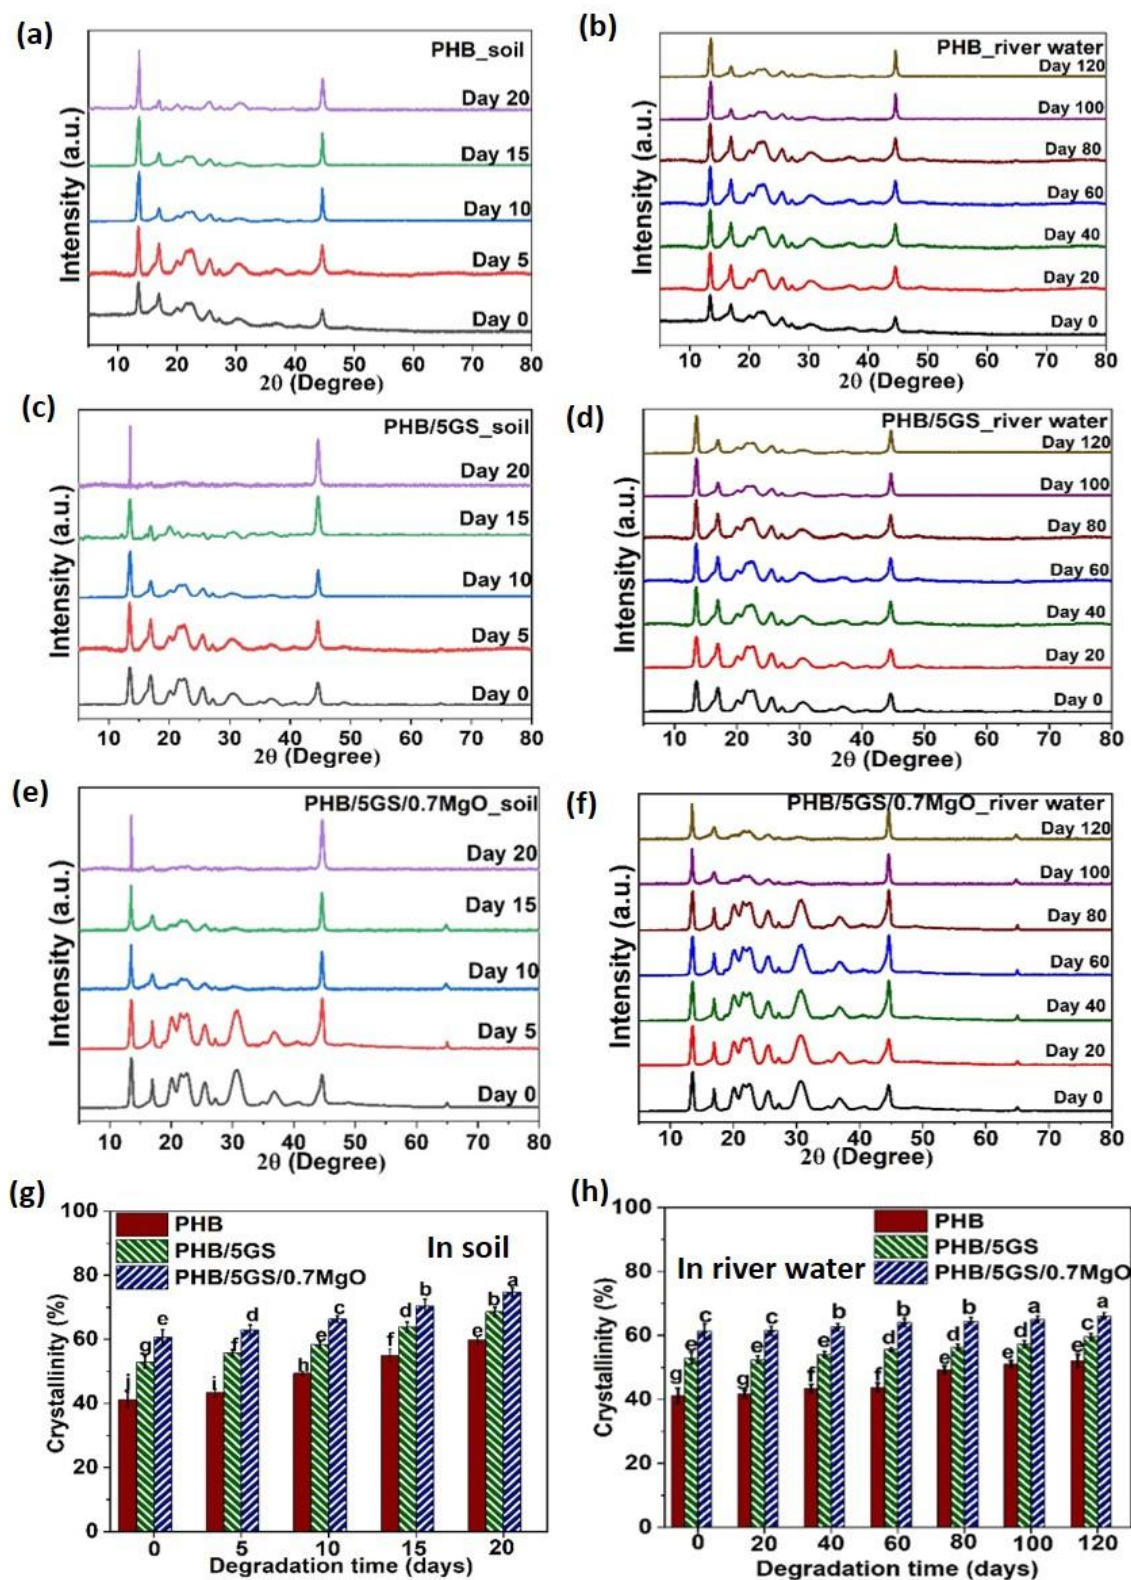 (a)
PHB_soil
Day 20
Day 15
Day 10
Day 5
Day 0
Intensity (a.u.)
10 20 30 40 50 60 70 80
2θ (Degree)
(b)
PHB_river water
Day 120
Day 100
Day 80
Day 60
Day 40
Day 20
Day 0
Intensity (a.u.)
10 20 30 40 50 60 70 80
2θ (Degree)
(c)
PHB/5GS_soil
Day 20
Day 15
Day 10
Day 5
Day 0
Intensity (a.u.)
10 20 30 40 50 60 70 80
2θ (Degree)
(d)
PHB/5GS_river water
Day 120
Day 100
Day 80
Day 60
Day 40
Day 20
Day 0
Intensity (a.u.)
10 20 30 40 50 60 70 80
2θ (Degree)
(e)
PHB/5GS/0.7MgO_soil
Day 20
Day 15
Day 10
Day 5
Day 0
Intensity (a.u.)
10 20 30 40 50 60 70 80
2θ (Degree)
(f)
PHB/5GS/0.7MgO_river water
Day 120
Day 100
Day 80
Day 60
Day 40
Day 20
Day 0
Intensity (a.u.)
10 20 30 40 50 60 70 80
2θ (Degree)
(g)
PHB
PHB/5GS
PHB/5GS/0.7MgO
In soil
100
80
60
40
20
0
Crystallinity (%)
j g e i f d h e c f d b e b a
0 5 10 15 20
Degradation time (days)
(h)
PHB
PHB/5GS
PHB/5GS/0.7MgO
In river water
100
80
60
40
20
0
Crystallinity (%)
g e c g e c f e b f d b e d b e d a d c a
0 20 40 60 80 100 120
Degradation time (days)